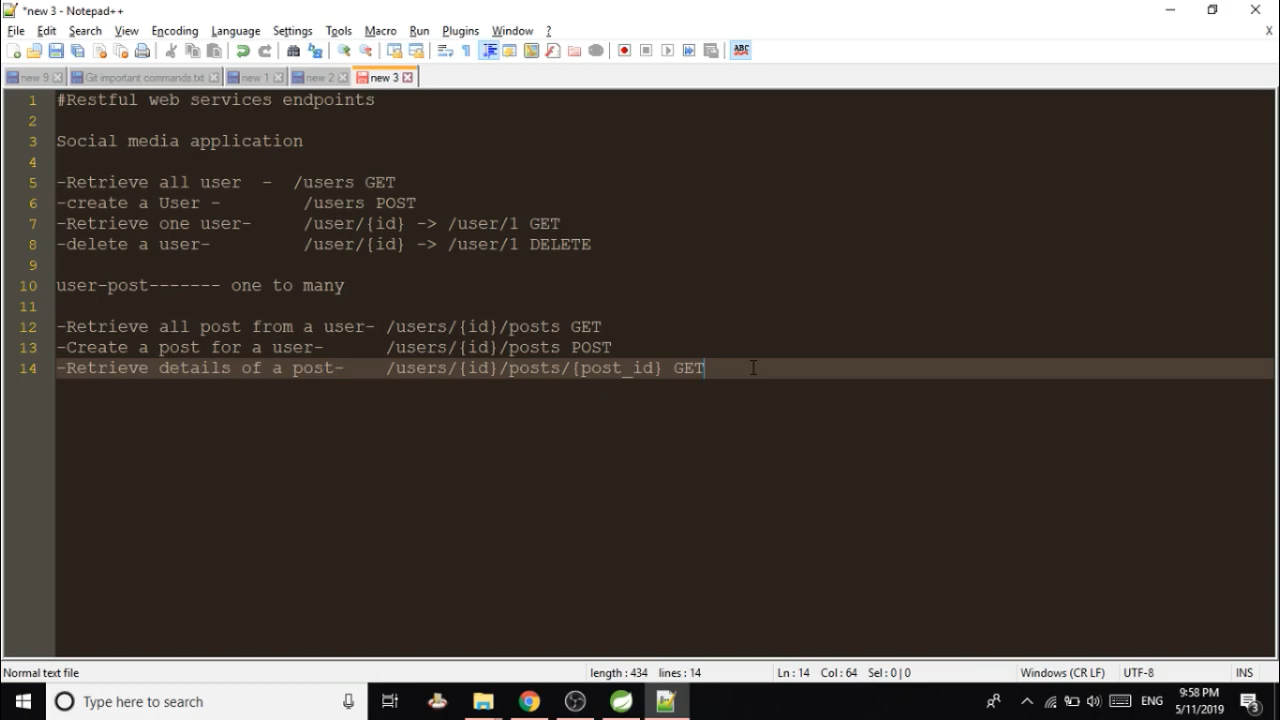 *new 3 - Notepad++
File Edit Search View Encoding Language Settings Tools Macro Run Plugins Window ? X
new 9 Git important commands.txt new 1 new 2 new 3
1 #Restful web services endpoints
2
3 Social media application
4
5 -Retrieve all user - /users GET
6 -create a User - /users POST
7 -Retrieve one user- /user/{id} -> /user/1 GET
8 -delete a user- /user/{id} -> /user/1 DELETE
9
10 user-post------- one to many
11
12 -Retrieve all post from a user- /users/{id}/posts GET
13 -Create a post for a user- /users/{id}/posts POST
14 -Retrieve details of a post- /users/{id}/posts/{post_id} GET
Normal text file length : 434 lines : 14 Ln : 14 Col : 64 Sel : 0 | 0 Windows (CR LF) UTF-8 INS
Type here to search ENG 9:58 PM
5/11/2019 3